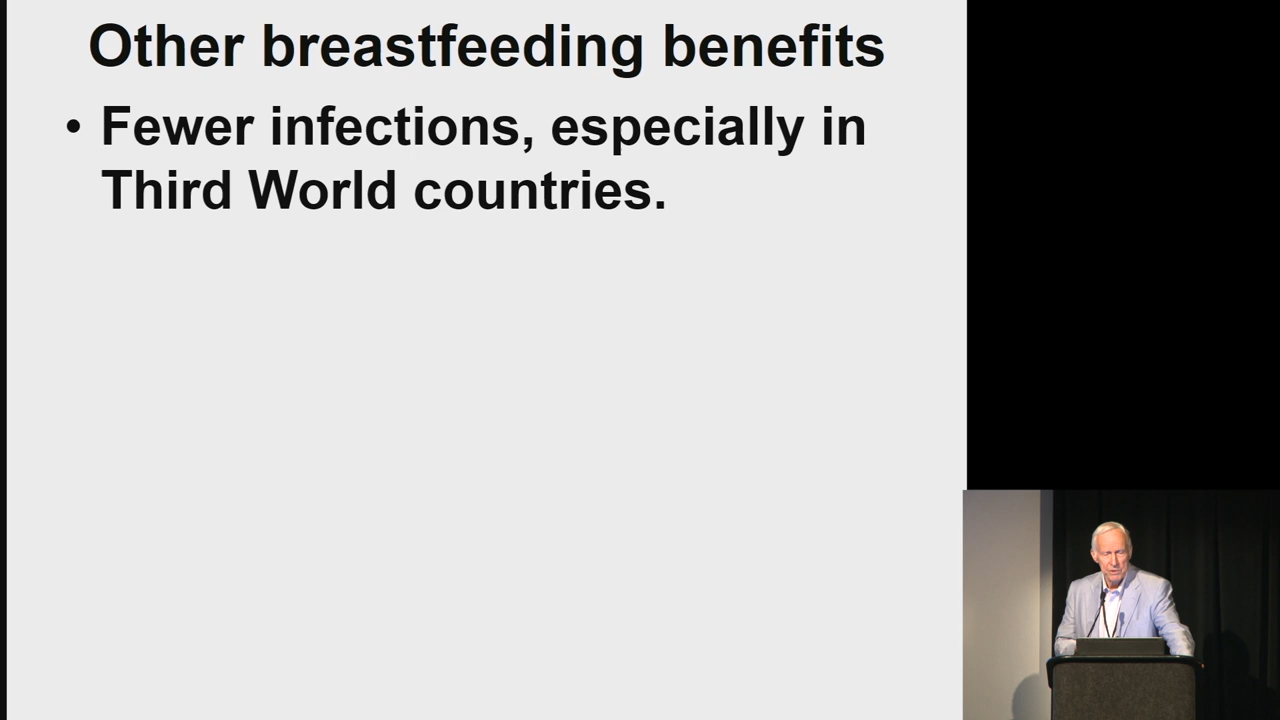 Other breastfeeding benefits
• Fewer infections, especially in
Third World countries.